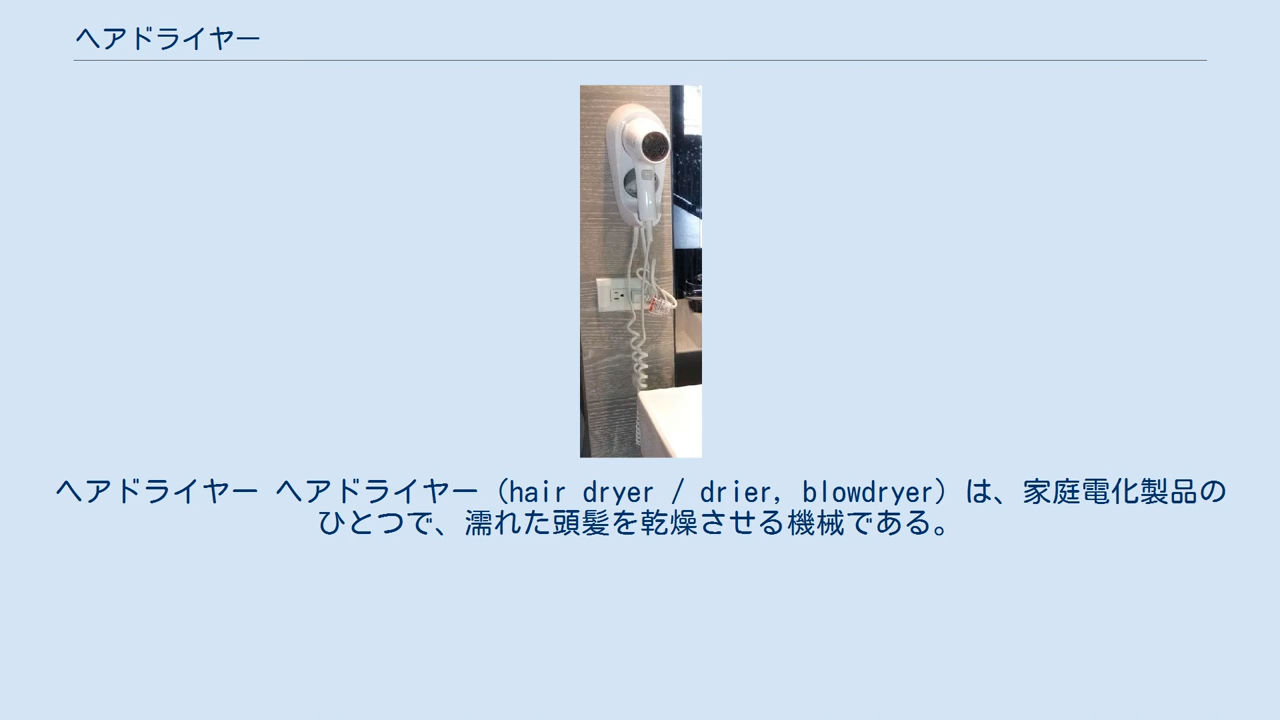 ヘアドライヤー
ヘアドライヤー ヘアドライヤー（hair dryer / drier, blowdryer）は、家庭電化製品の
ひとつで、濡れた頭髪を乾燥させる機械である。